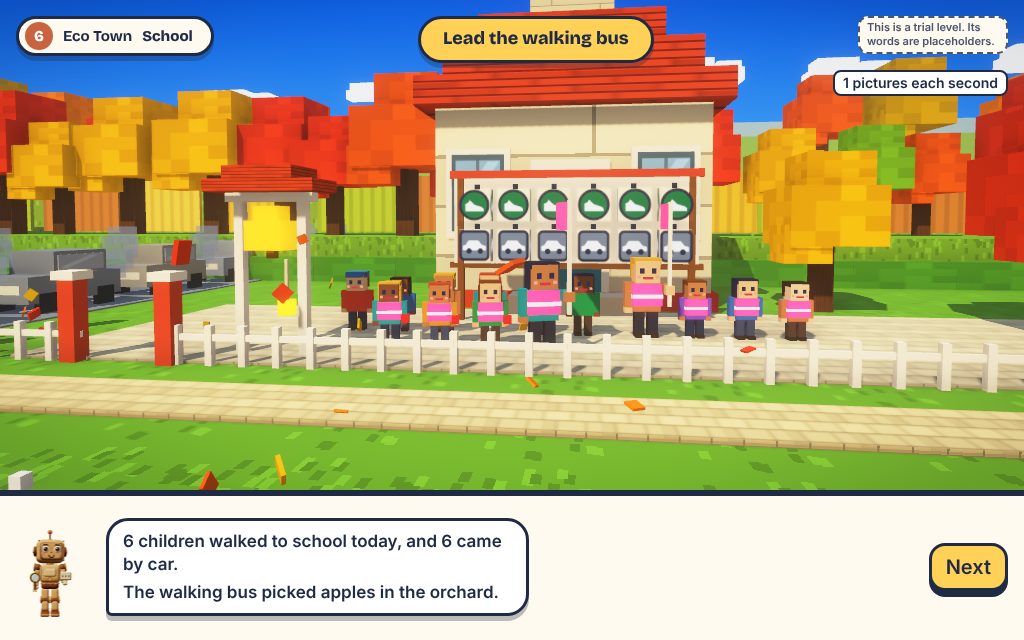 6 Eco Town School
Lead the walking bus
This is a trial level. Its
words are placeholders.
1 pictures each second
6 children walked to school today, and 6 came
by car.
The walking bus picked apples in the orchard.
Next